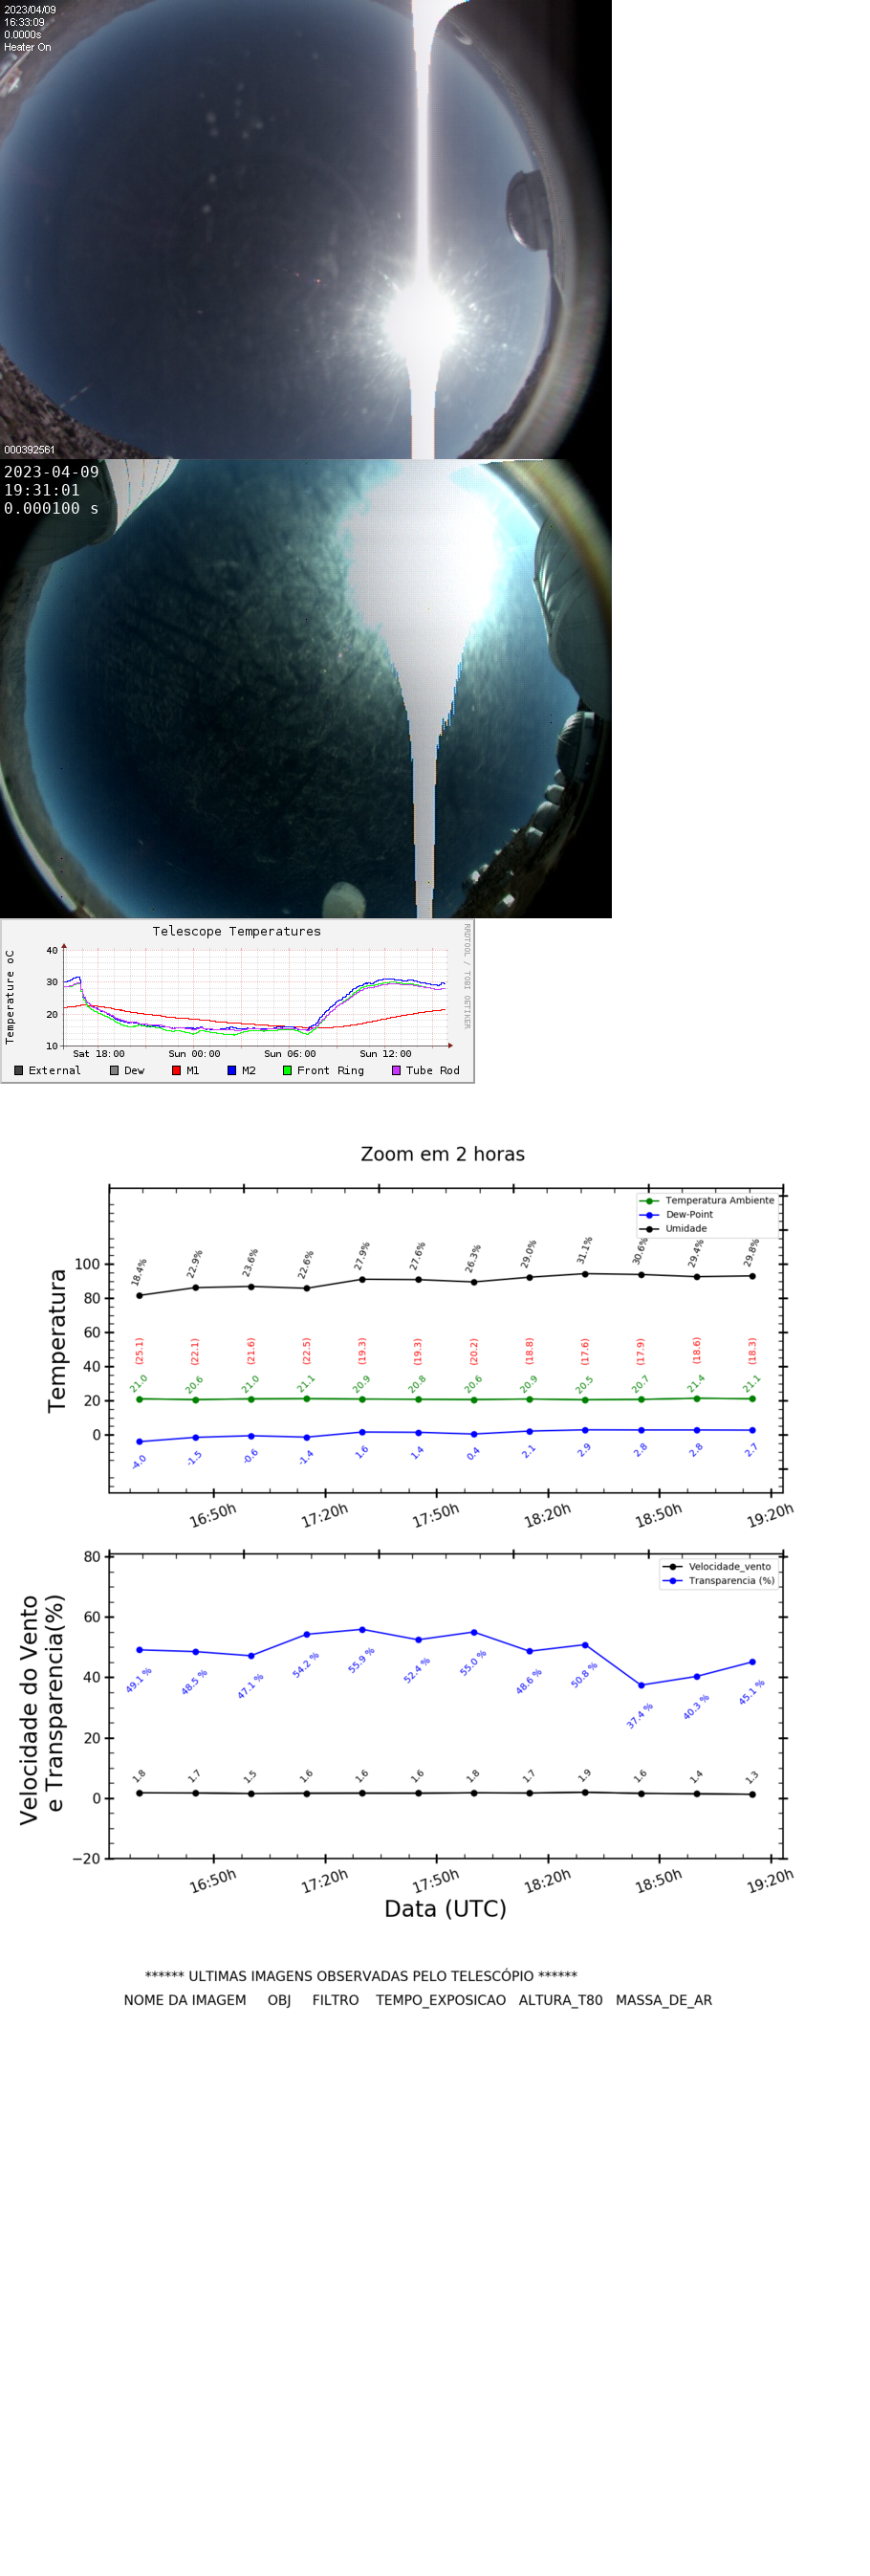 2023/04/09
16:33:09
0.0000s
Heater On
000392561
2023-04-09
19:31:01
0.000100 s
Telescope Temperatures
RRDTOOL / TOBI OETIKER
Temperature oC
40
30
20
10
Sat 18:00 Sun 00:00 Sun 06:00 Sun 12:00
External Dew M1 M2 Front Ring Tube Rod
Zoom em 2 horas
Temperatura
Temperatura Ambiente
Dew-Point
Umidade
100
80
60
40
20
0
18.4% 22.9% 23.6% 22.6% 27.9% 27.6% 26.3% 29.0% 31.1% 30.6% 29.4% 29.8%
(25.1) (22.1) (21.6) (22.5) (19.3) (19.3) (20.2) (18.8) (17.6) (17.9) (18.6) (18.3)
21.0 20.6 21.0 21.1 20.9 20.8 20.6 20.9 20.5 20.7 21.4 21.1
-4.0 -1.5 -0.6 -1.4 1.6 1.4 0.4 2.1 2.9 2.8 2.8 2.7
16:50h 17:20h 17:50h 18:20h 18:50h 19:20h
Velocidade do Vento
e Transparencia(%)
Velocidade_vento
Transparencia (%)
80
60
40
20
0
−20
49.1 % 48.5 % 47.1 % 54.2 % 55.9 % 52.4 % 55.0 % 48.6 % 50.8 % 37.4 % 40.3 % 45.1 %
1.8 1.7 1.5 1.6 1.6 1.6 1.8 1.7 1.9 1.6 1.4 1.3
16:50h 17:20h 17:50h 18:20h 18:50h 19:20h
Data (UTC)
****** ULTIMAS IMAGENS OBSERVADAS PELO TELESCÓPIO ******
NOME DA IMAGEM OBJ FILTRO TEMPO_EXPOSICAO ALTURA_T80 MASSA_DE_AR